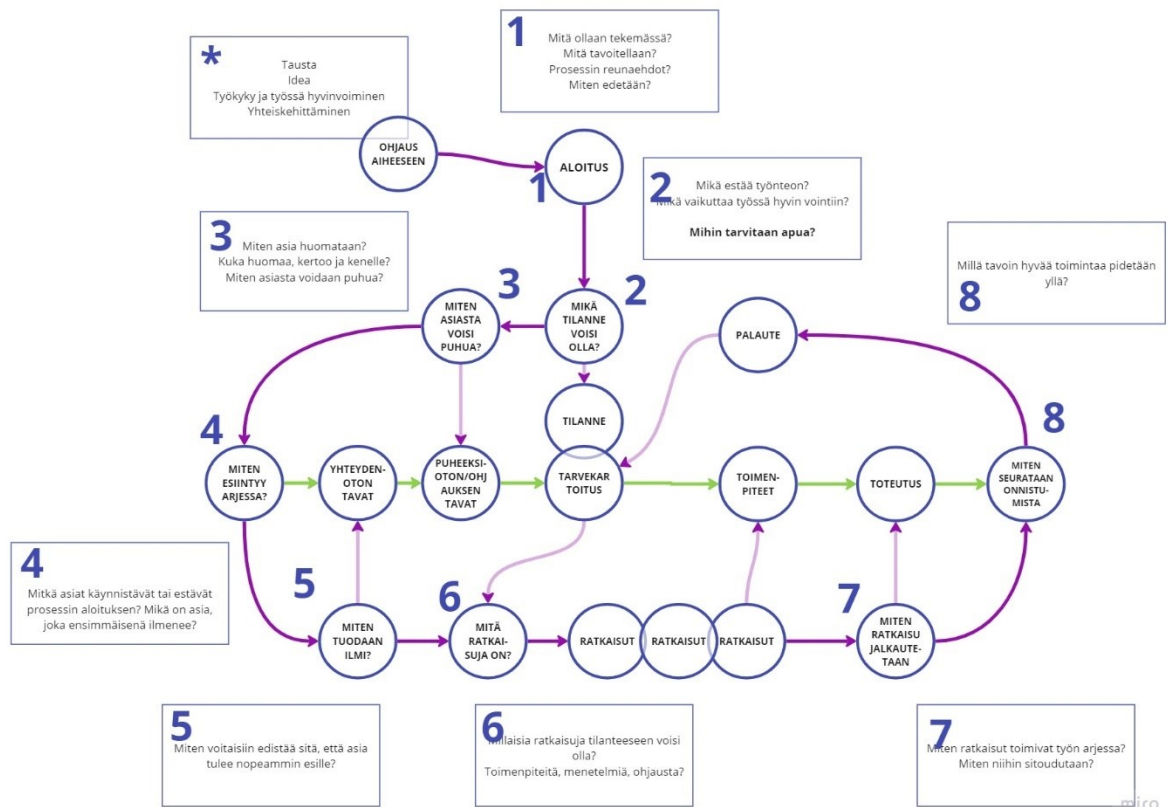 *
Tausta
Idea
Työkyky ja työssä hyvinvoiminen
Yhteiskehittäminen
OHJAUS
AIHEESEEN
1
Mitä ollaan tekemässä?
Mitä tavoitellaan?
Prosessin reunaehdot?
Miten edetään?
1
ALOITUS
2
Mikä estää työnteon?
Mikä vaikuttaa työssä hyvin vointiin?
Mihin tarvitaan apua?
3
Miten asia huomataan?
Kuka huomaa, kertoo ja kenelle?
Miten asiasta voidaan puhua?
8
Millä tavoin hyvää toimintaa pidetään
yllä?
3
MITEN
ASIASTA
VOISI
PUHUA?
2
MIKÄ
TILANNE
VOISI
OLLA?
PALAUTE
TILANNE
4
MITEN
ESIINTYY
ARJESSA?
YHTEYDEN-
OTON
TAVAT
PUHEEKSI-
OTON/OHJ
AUKSEN
TAVAT
TARVEKAR
TOITUS
TOIMEN-
PITEET
TOTEUTUS
8
MITEN
SEURATAAN
ONNISTU-
MISTA
4
Mitkä asiat käynnistävät tai estävät
prosessin aloituksen? Mikä on asia,
joka ensimmäisenä ilmenee?
5
MITEN
TUODAAN
ILMI?
6
MITÄ
RATKAI-
SUJA ON?
RATKAISUT
RATKAISUT
RATKAISUT
7
MITEN
RATKAISU
JALKAUTE-
TAAN
5
Miten voitaisiin edistää sitä, että asia
tulee nopeammin esille?
6
Millaisia ratkaisuja tilanteeseen voisi
olla?
Toimenpiteitä, menetelmiä, ohjausta?
7
Miten ratkaisut toimivat työn arjessa?
Miten niihin sitoudutaan?
miro